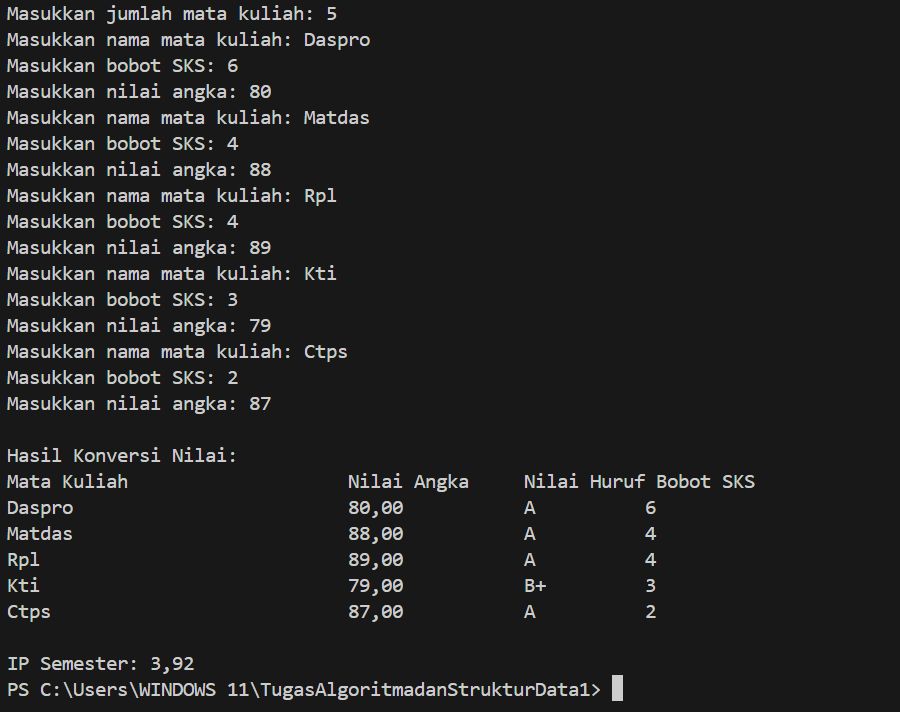 Masukkan jumlah mata kuliah: 5
Masukkan nama mata kuliah: Daspro
Masukkan bobot SKS: 6
Masukkan nilai angka: 80
Masukkan nama mata kuliah: Matdas
Masukkan bobot SKS: 4
Masukkan nilai angka: 88
Masukkan nama mata kuliah: Rpl
Masukkan bobot SKS: 4
Masukkan nilai angka: 89
Masukkan nama mata kuliah: Kti
Masukkan bobot SKS: 3
Masukkan nilai angka: 79
Masukkan nama mata kuliah: Ctps
Masukkan bobot SKS: 2
Masukkan nilai angka: 87

Hasil Konversi Nilai:
Mata Kuliah                    Nilai Angka     Nilai Huruf Bobot SKS
Daspro                         80,00           A          6
Matdas                         88,00           A          4
Rpl                            89,00           A          4
Kti                            79,00           B+         3
Ctps                           87,00           A          2

IP Semester: 3,92
PS C:\Users\WINDOWS 11\TugasAlgoritmadanStrukturData1>